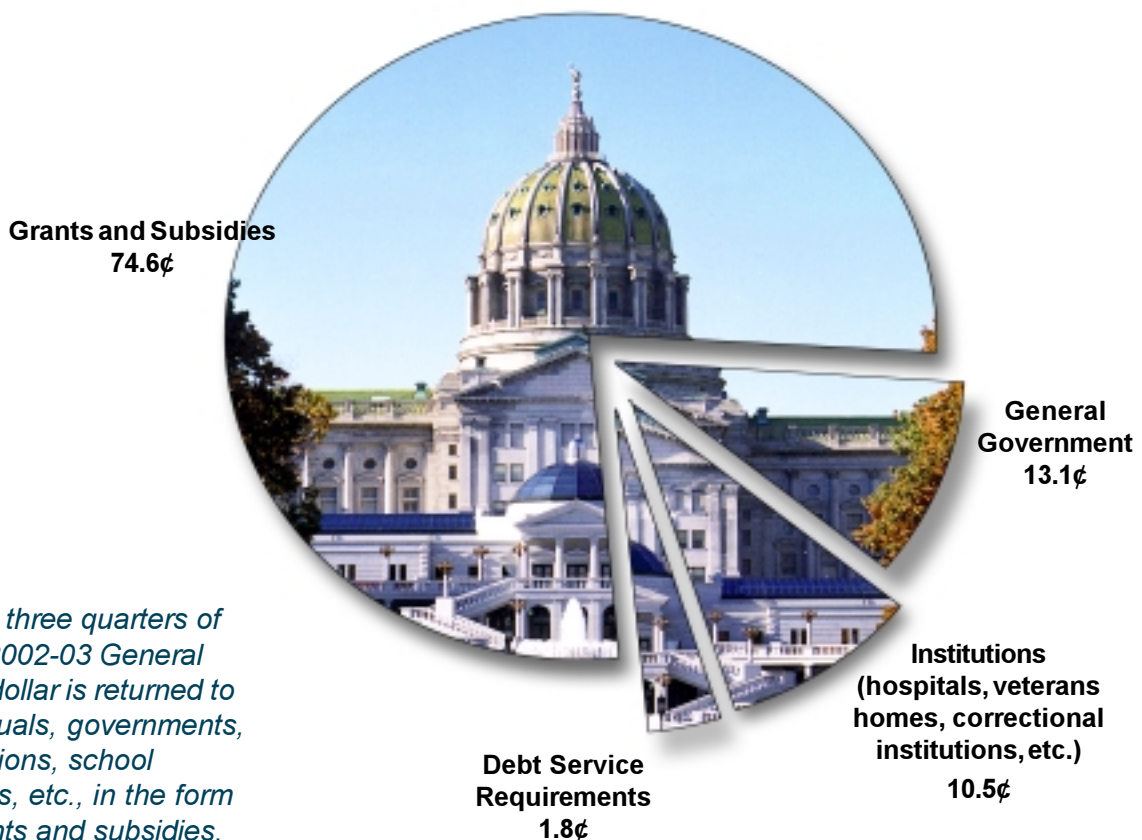 Grants and Subsidies
74.6¢
General
Government
13.1¢
three quarters of
002-03 General
ollar is returned to
uals, governments,
ions, school
s, etc., in the form
nts and subsidies.
Institutions
(hospitals, veterans
homes, correctional
institutions, etc.)
10.5¢
Debt Service
Requirements
1.8¢